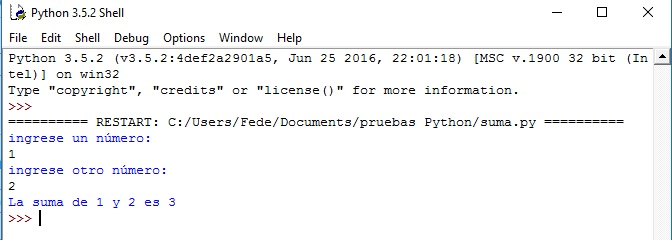 Python 3.5.2 Shell
File Edit Shell Debug Options Window Help
Python 3.5.2 (v3.5.2:4def2a2901a5, Jun 25 2016, 22:01:18) [MSC v.1900 32 bit (In
tel)] on win32
Type "copyright", "credits" or "license()" for more information.
>>>
=========== RESTART: C:/Users/Fede/Documents/pruebas Python/suma.py ==========
ingrese un número:
1
ingrese otro número:
2
La suma de 1 y 2 es 3
>>>